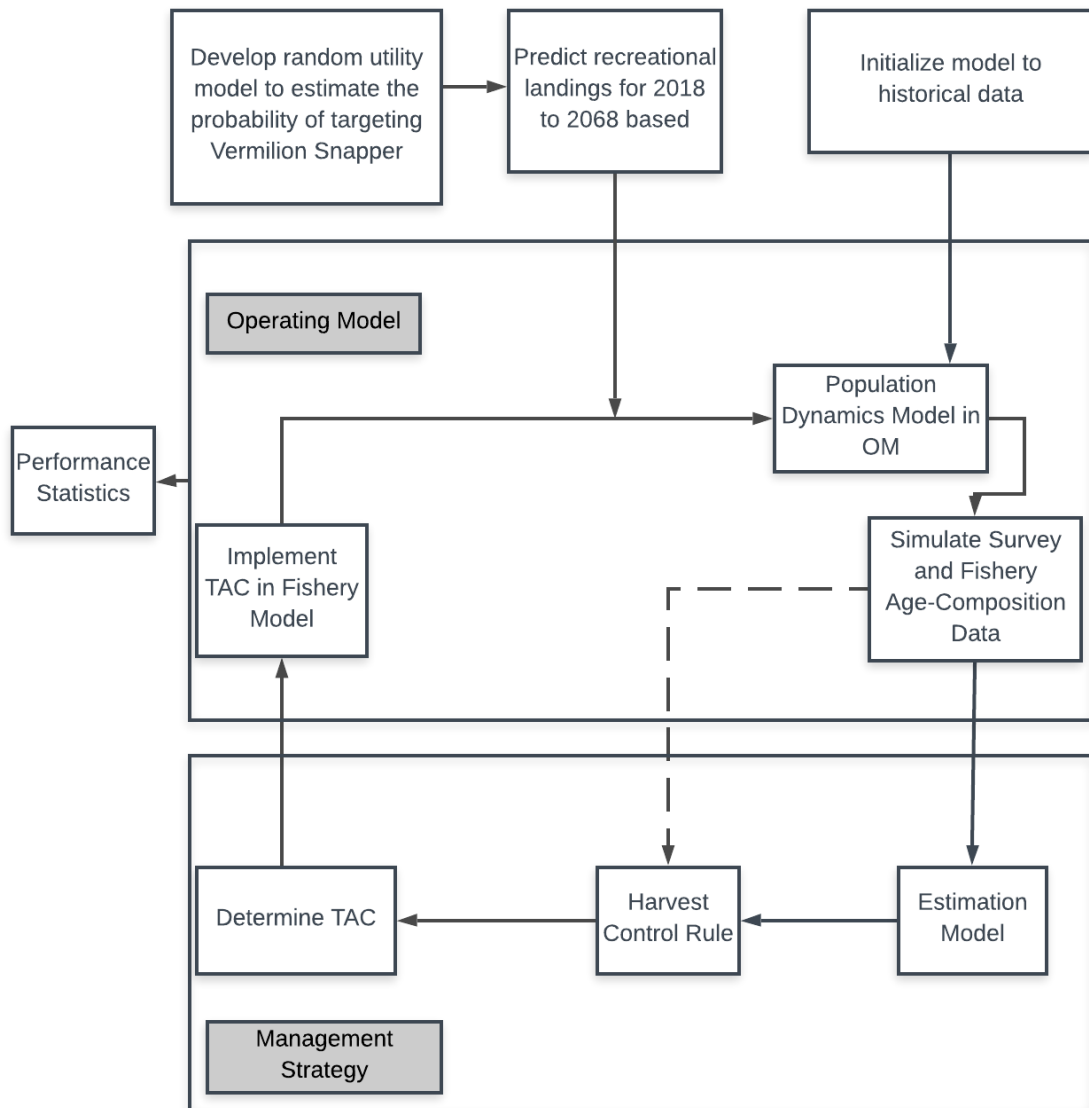 Develop random utility
model to estimate the
probability of targeting
Vermilion Snapper
Predict recreational
landings for 2018
to 2068 based
Initialize model to
historical data
Operating Model
Population
Dynamics Model in
OM
Performance
Statistics
Implement
TAC in Fishery
Model
Simulate Survey
and Fishery
Age-Composition
Data
Determine TAC
Harvest
Control Rule
Estimation
Model
Management
Strategy